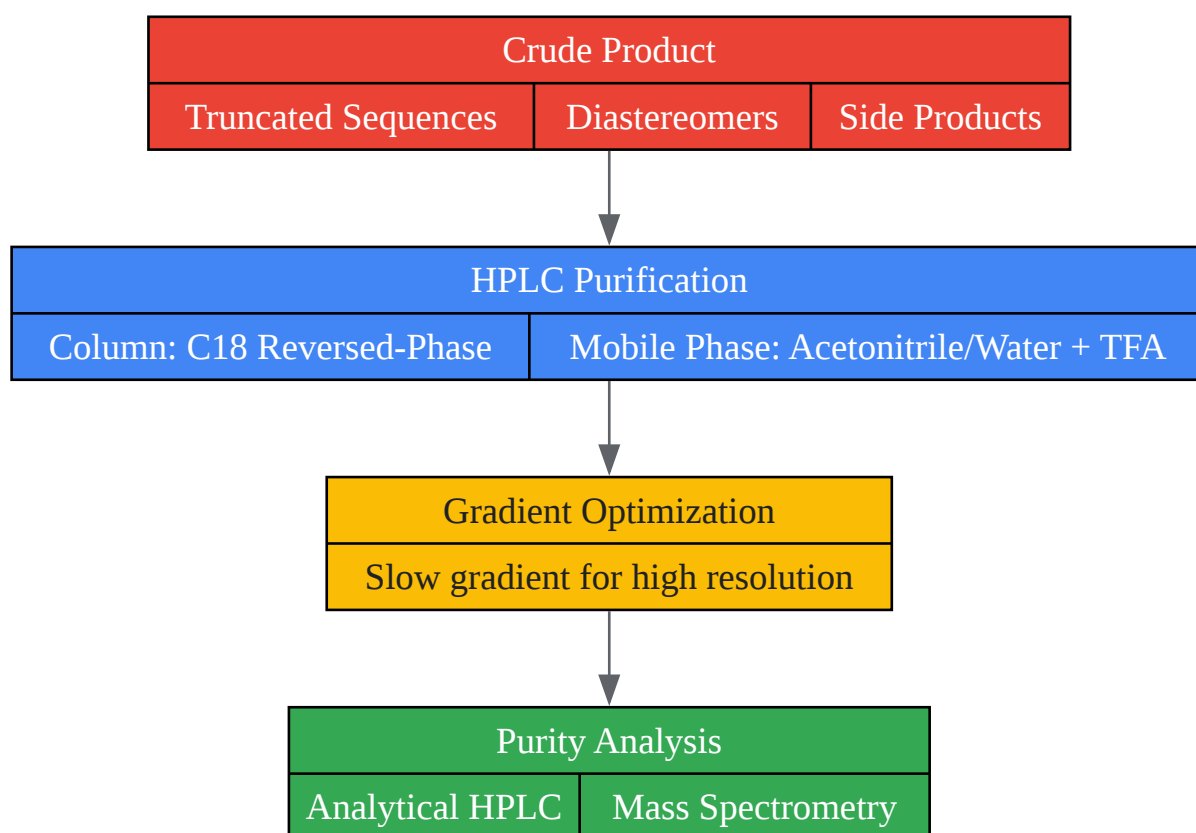 Crude Product
Truncated Sequences Diastereomers Side Products
HPLC Purification
Column: C18 Reversed-Phase Mobile Phase: Acetonitrile/Water + TFA
Gradient Optimization
Slow gradient for high resolution
Purity Analysis
Analytical HPLC Mass Spectrometry